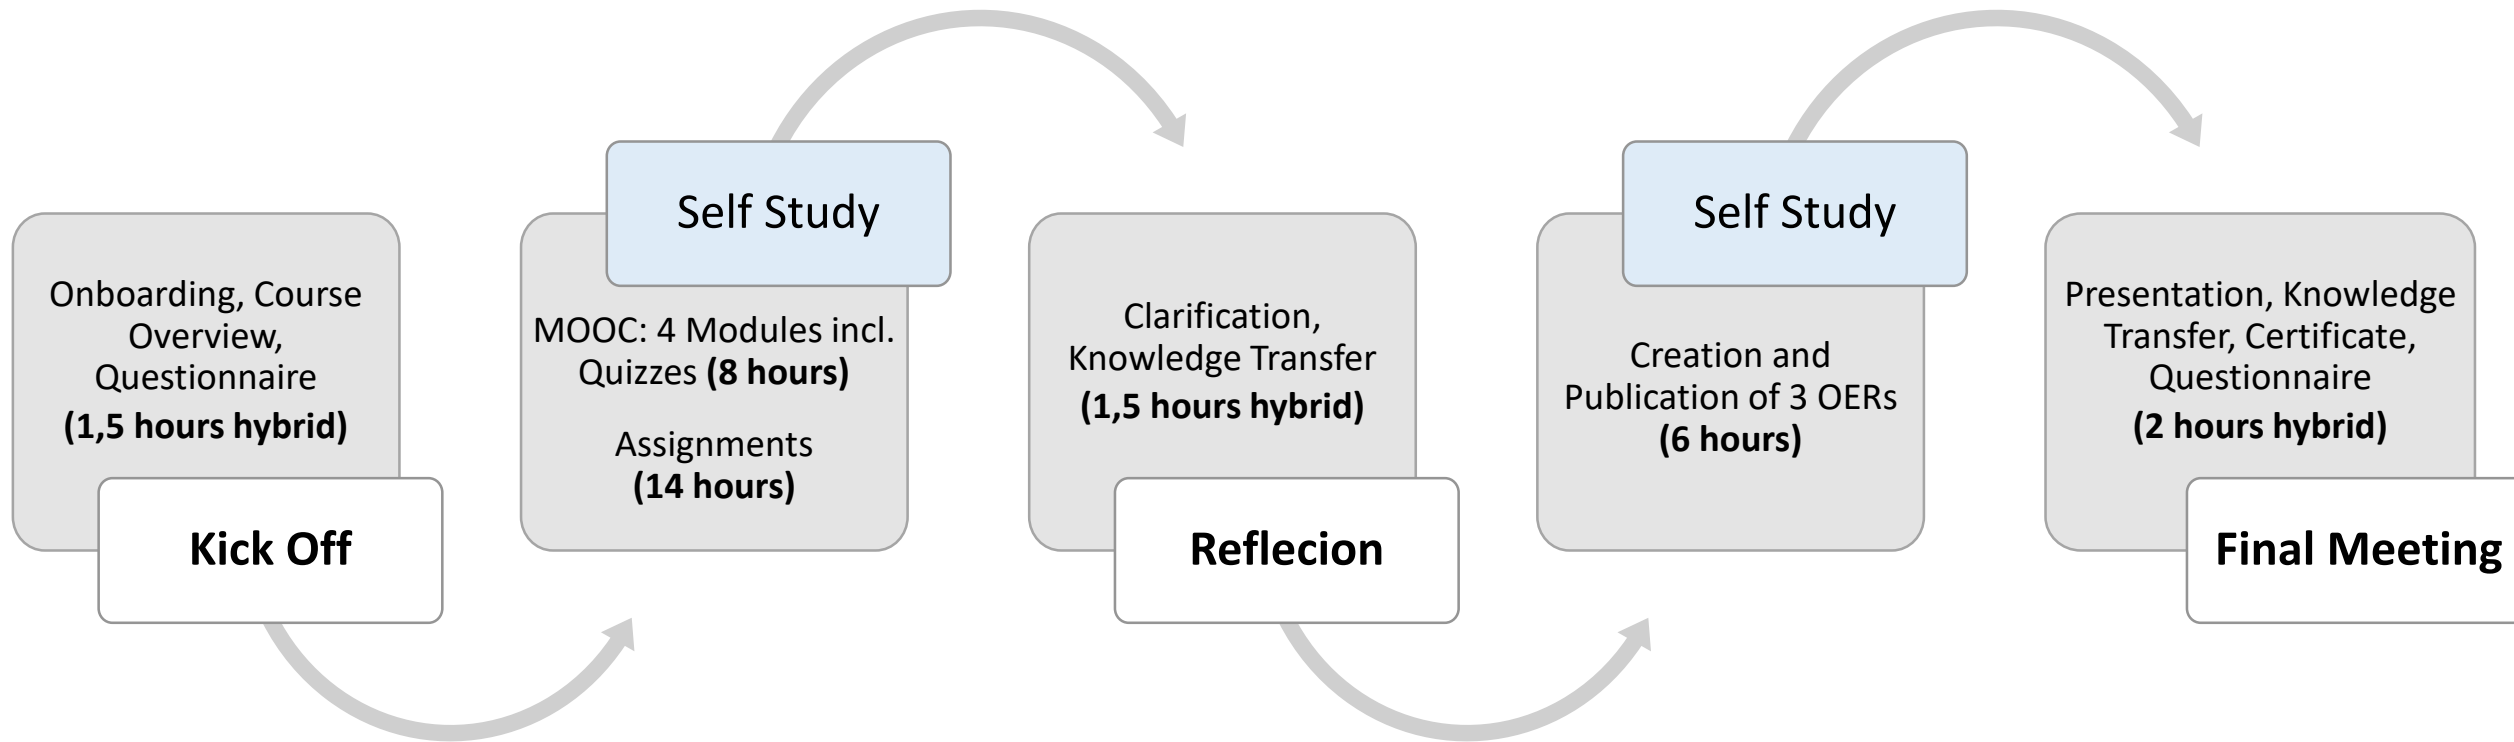 Onboarding, Course
Overview,
Questionnaire
(1,5 hours hybrid)
Kick Off
Self Study
MOOC: 4 Modules incl.
Quizzes (8 hours)
Assignments
(14 hours)
Clarification,
Knowledge Transfer
(1,5 hours hybrid)
Reflecion
Self Study
Creation and
Publication of 3 OERs
(6 hours)
Presentation, Knowledge
Transfer, Certificate,
Questionnaire
(2 hours hybrid)
Final Meeting